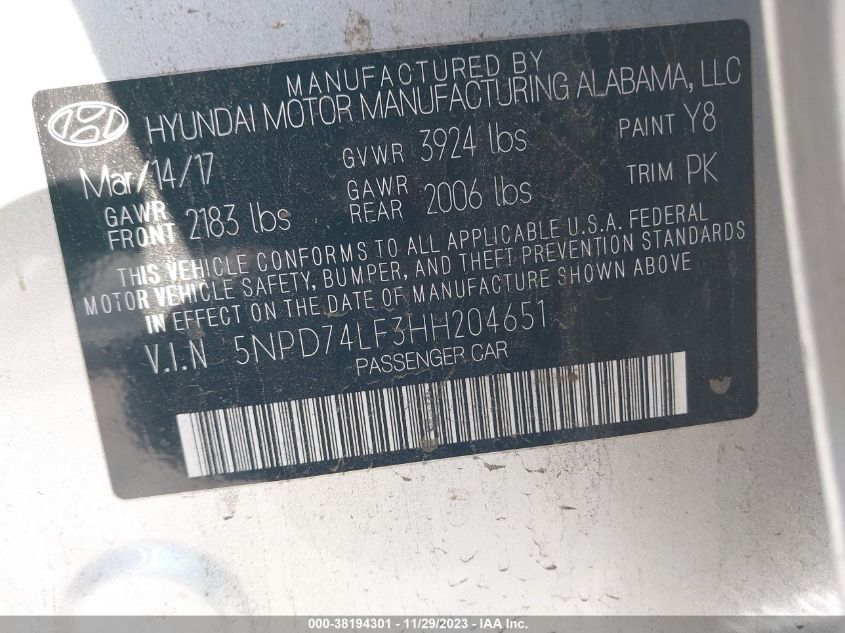 MANUFACTURED BY
HYUNDAI MOTOR MANUFACTURING ALABAMA, LLC
Mar/14/17 GVWR 3924 lbs PAINT Y8
GAWR FRONT 2183 lbs GAWR REAR 2006 lbs TRIM PK
THIS VEHICLE CONFORMS TO ALL APPLICABLE U.S.A. FEDERAL
MOTOR VEHICLE SAFETY, BUMPER, AND THEFT PREVENTION STANDARDS
IN EFFECT ON THE DATE OF MANUFACTURE SHOWN ABOVE
V.I.N 5NPD74LF3HH204651
PASSENGER CAR
000-38194301 - 11/29/2023 - IAA Inc.